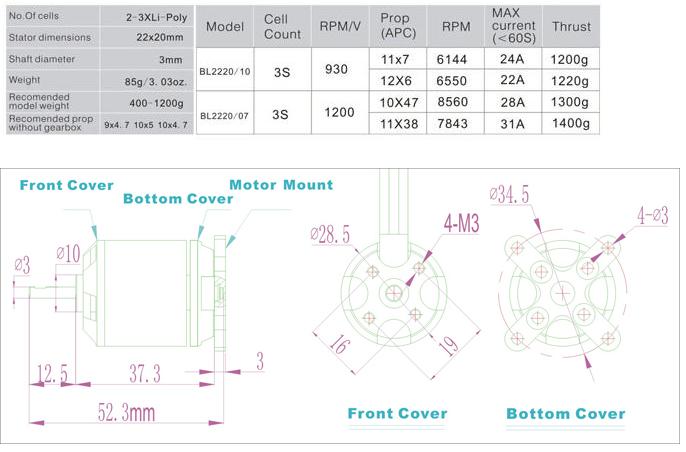 No.Of cells 2-3XLi-Poly
Stator dimensions 22x20mm
Shaft diameter 3mm
Weight 85g/3.03oz.
Recomended
model weight 400-1200g
Recomended prop
without gearbox 9x4.7 10x5 10x4.7
Model Cell
Count RPM/V Prop
(APC) RPM MAX
current
(<60S) Thrust
BL2220/10 3S 930 11x7 6144 24A 1200g
12X6 6550 22A 1220g
BL2220/07 3S 1200 10X47 8560 28A 1300g
11X38 7843 31A 1400g
Front Cover
Bottom Cover
Motor Mount
Ø3
Ø10
12.5
37.3
3
52.3mm
Ø28.5
4-M3
16
19
Front Cover
Ø34.5
4-Ø3
Bottom Cover